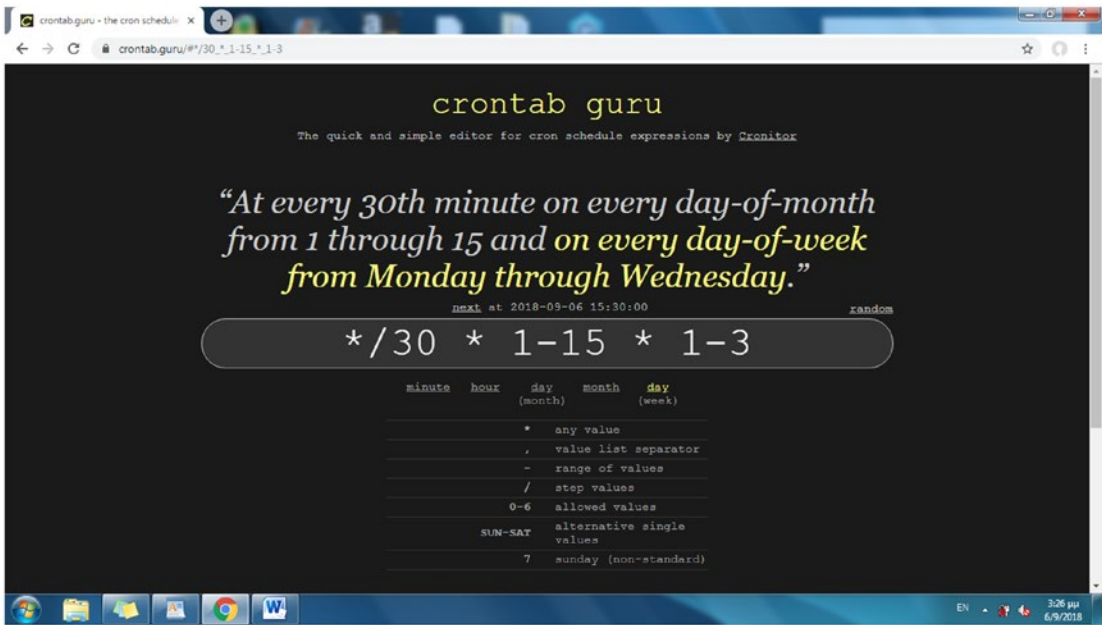 crontab.guru - the cron schedule
crontab.guru/#*/30_*_1-15_*_1-3
crontab guru
The quick and simple editor for cron schedule expressions by Cronitor
“At every 30th minute on every day-of-month
from 1 through 15 and on every day-of-week
from Monday through Wednesday.”
next at 2018-09-06 15:30:00
random
*/30 * 1-15 * 1-3
minute hour day month day
(month) (week)
* any value
, value list separator
- range of values
/ step values
0-6 allowed values
SUN-SAT alternative single
values
7 sunday (non-standard)
EN
3:26 μμ
6/9/2018